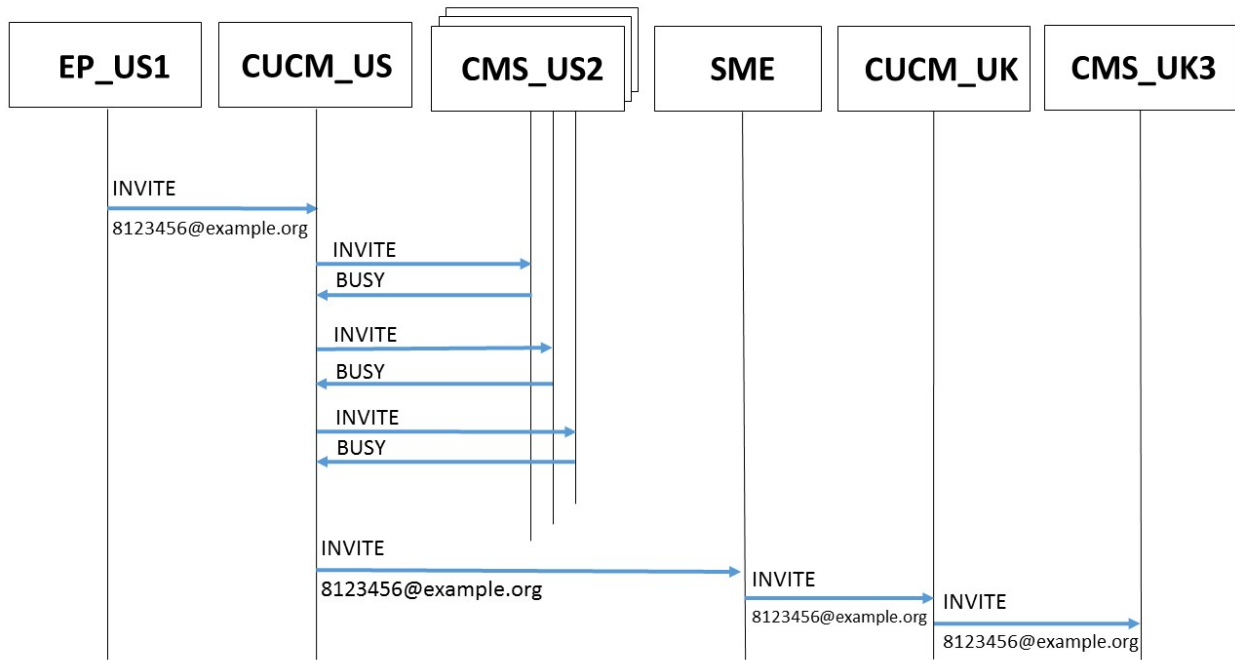 EP_US1
CUCM_US
CMS_US2
SME
CUCM_UK
CMS_UK3
INVITE
8123456@example.org
INVITE
BUSY
INVITE
BUSY
INVITE
BUSY
INVITE
8123456@example.org
INVITE
8123456@example.org
INVITE
8123456@example.org